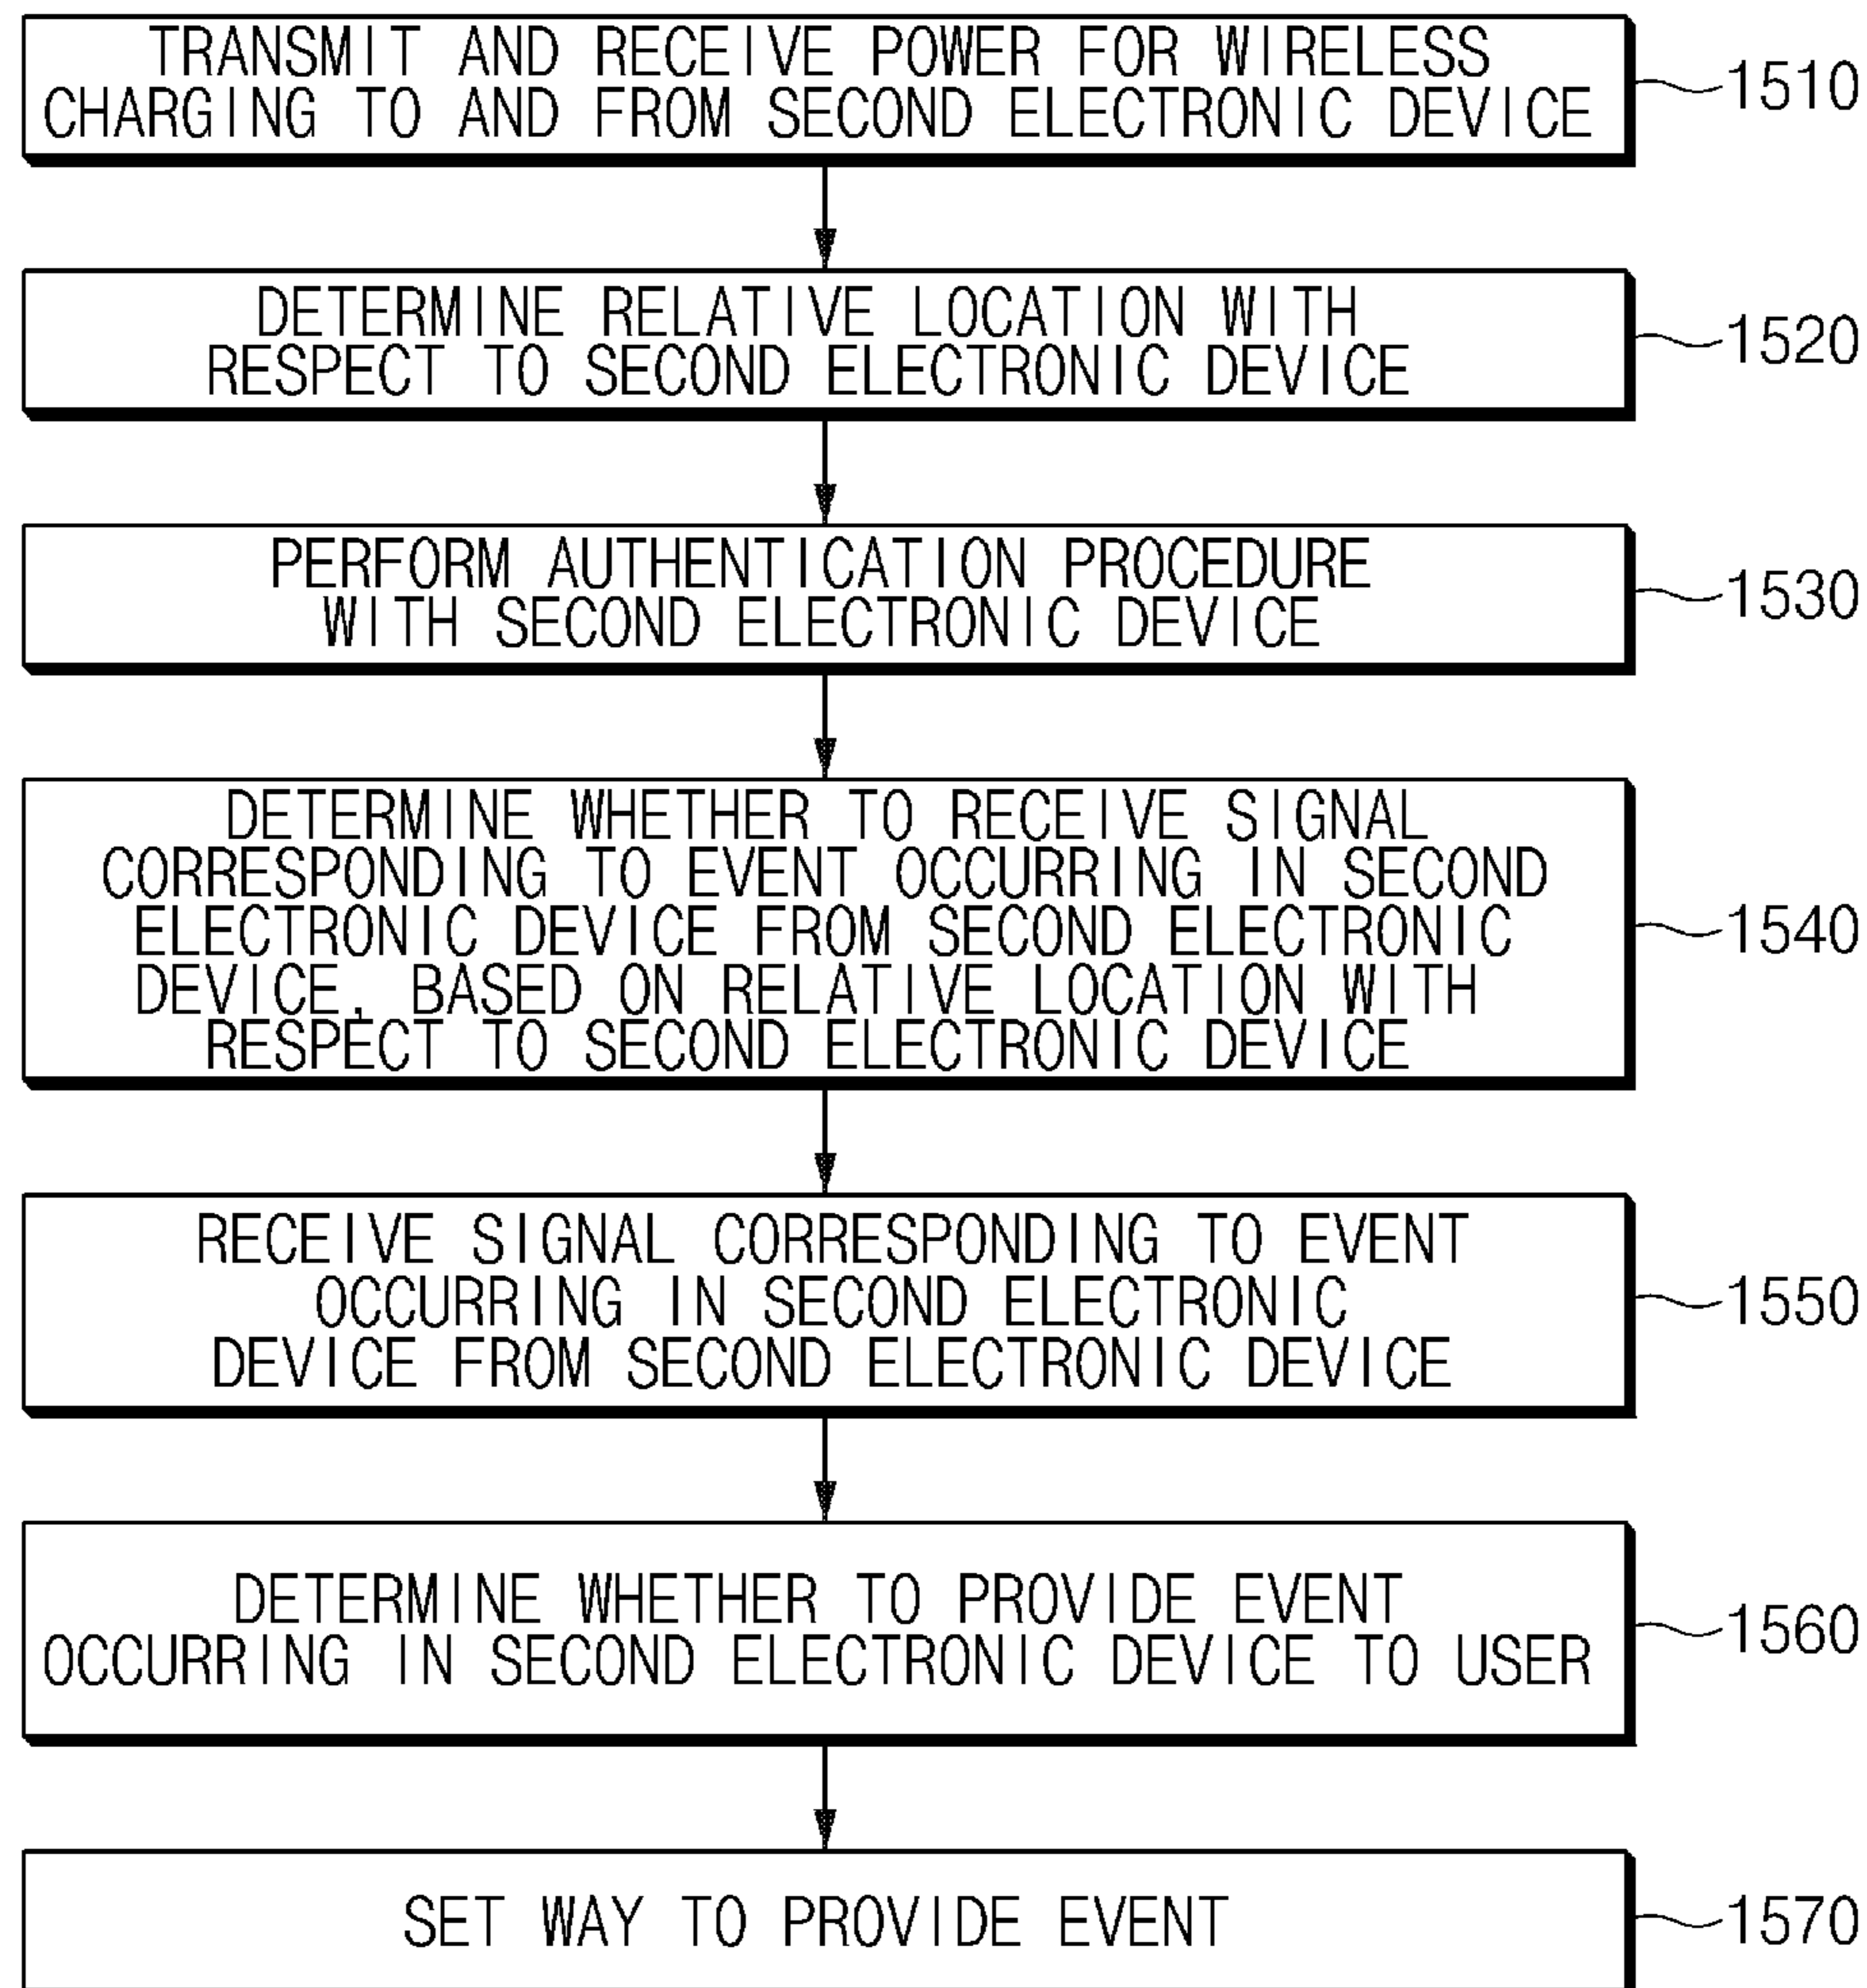 TRANSMIT AND RECEIVE POWER FOR WIRELESS
CHARGING TO AND FROM SECOND ELECTRONIC DEVICE
1510
DETERMINE RELATIVE LOCATION WITH
RESPECT TO SECOND ELECTRONIC DEVICE
1520
PERFORM AUTHENTICATION PROCEDURE
WITH SECOND ELECTRONIC DEVICE
1530
DETERMINE WHETHER TO RECEIVE SIGNAL
CORRESPONDING TO EVENT OCCURRING IN SECOND
ELECTRONIC DEVICE FROM SECOND ELECTRONIC
DEVICE, BASED ON RELATIVE LOCATION WITH
RESPECT TO SECOND ELECTRONIC DEVICE
1540
RECEIVE SIGNAL CORRESPONDING TO EVENT
OCCURRING IN SECOND ELECTRONIC
DEVICE FROM SECOND ELECTRONIC DEVICE
1550
DETERMINE WHETHER TO PROVIDE EVENT
OCCURRING IN SECOND ELECTRONIC DEVICE TO USER
1560
SET WAY TO PROVIDE EVENT
1570